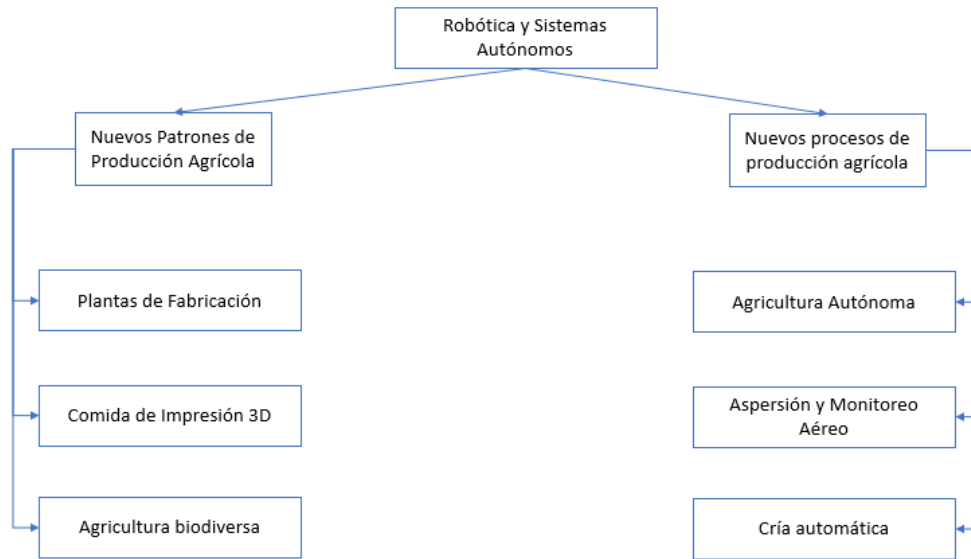 Robótica y Sistemas
Autónomos
Nuevos Patrones de
Producción Agrícola
Nuevos procesos de
producción agrícola
Plantas de Fabricación
Agricultura Autónoma
Comida de Impresión 3D
Aspersión y Monitoreo
Aéreo
Agricultura biodiversa
Cría automática